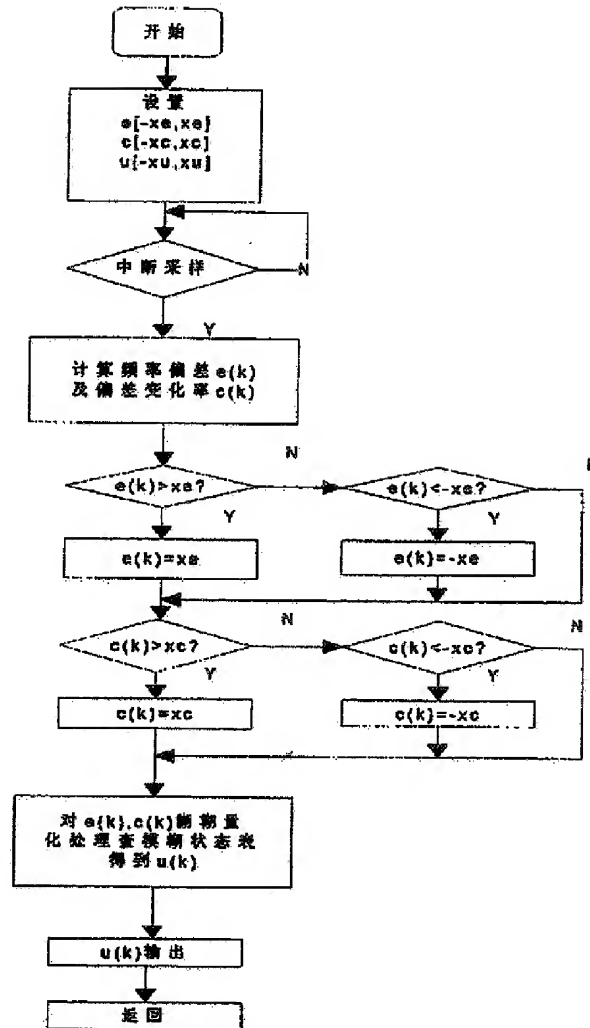 开始
设置
e[-xe,xe]
c[-xc,xc]
u[-xu,xu]
中断采样
N
Y
计算频率偏差e(k)
及偏差变化率c(k)
N
N
e(k)>xe?
e(k)<-xe?
Y
Y
e(k)=xe
e(k)=-xe
N
N
c(k)>xc?
c(k)<-xc?
Y
Y
c(k)=xc
c(k)=-xc
对e(k),c(k)糊糊量
化处理查模糊状态表
得到u(k)
u(k)输出
返回